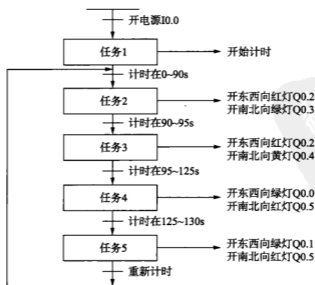 开电源I0.0
任务1
开始计时
计时在0~90s
任务2
开东西向红灯Q0.2
开南北向绿灯Q0.3
计时在90~95s
任务3
开东西向红灯Q0.2
开南北向黄灯Q0.4
计时在95~125s
任务4
开东西向绿灯Q0.0
开南北向红灯Q0.5
计时在125~130s
任务5
开东西向绿灯Q0.1
开南北向红灯Q0.5
重新计时